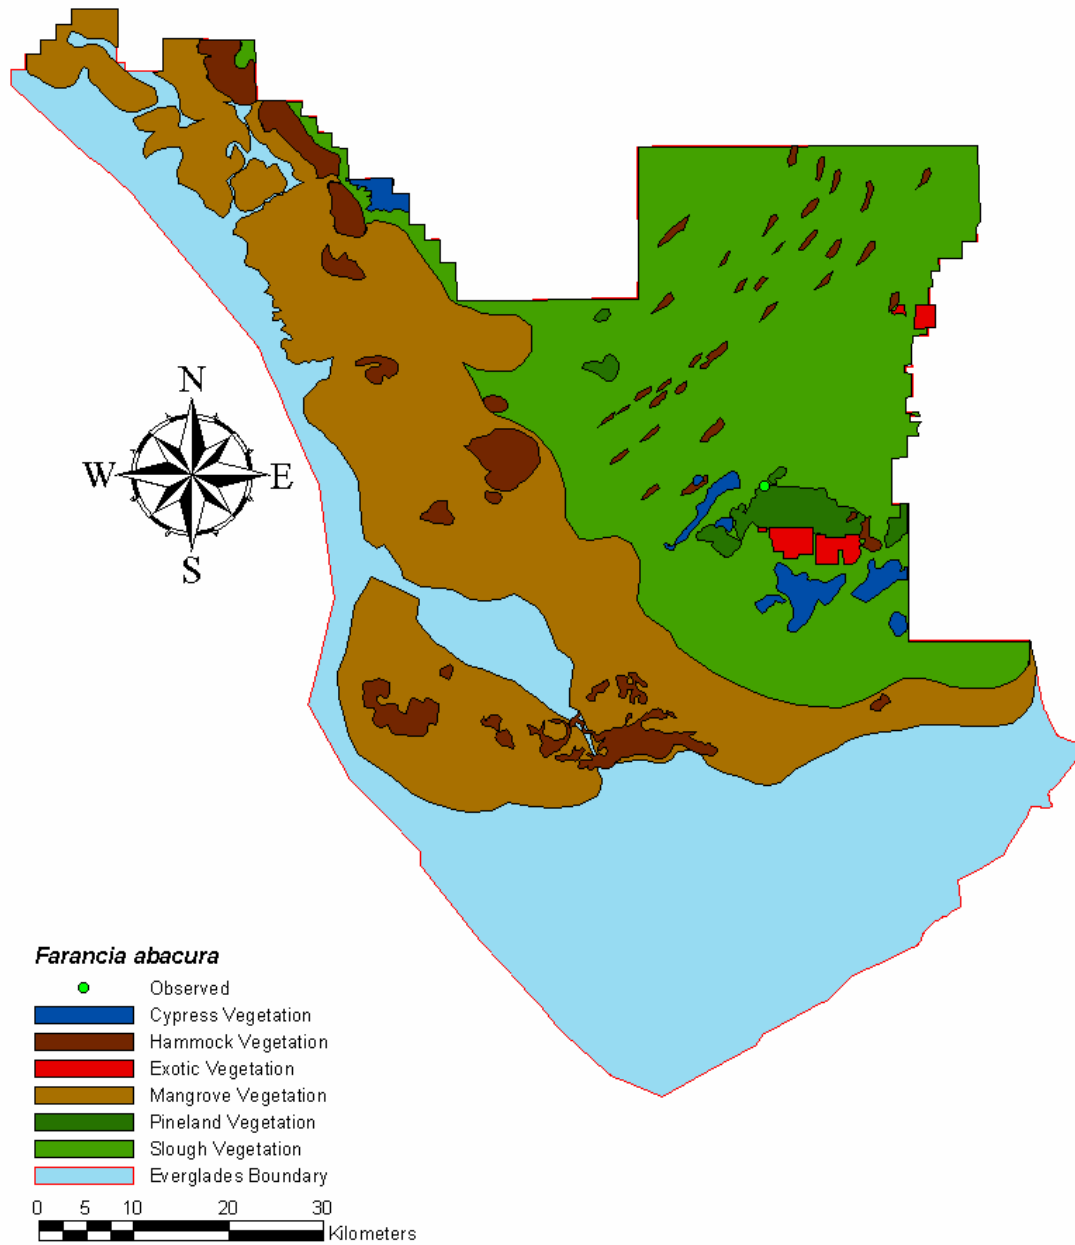 N
W E
S
Farancia abacura
Observed
Cypress Vegetation
Hammock Vegetation
Exotic Vegetation
Mangrove Vegetation
Pineland Vegetation
Slough Vegetation
Everglades Boundary
0 5 10 20 30
Kilometers